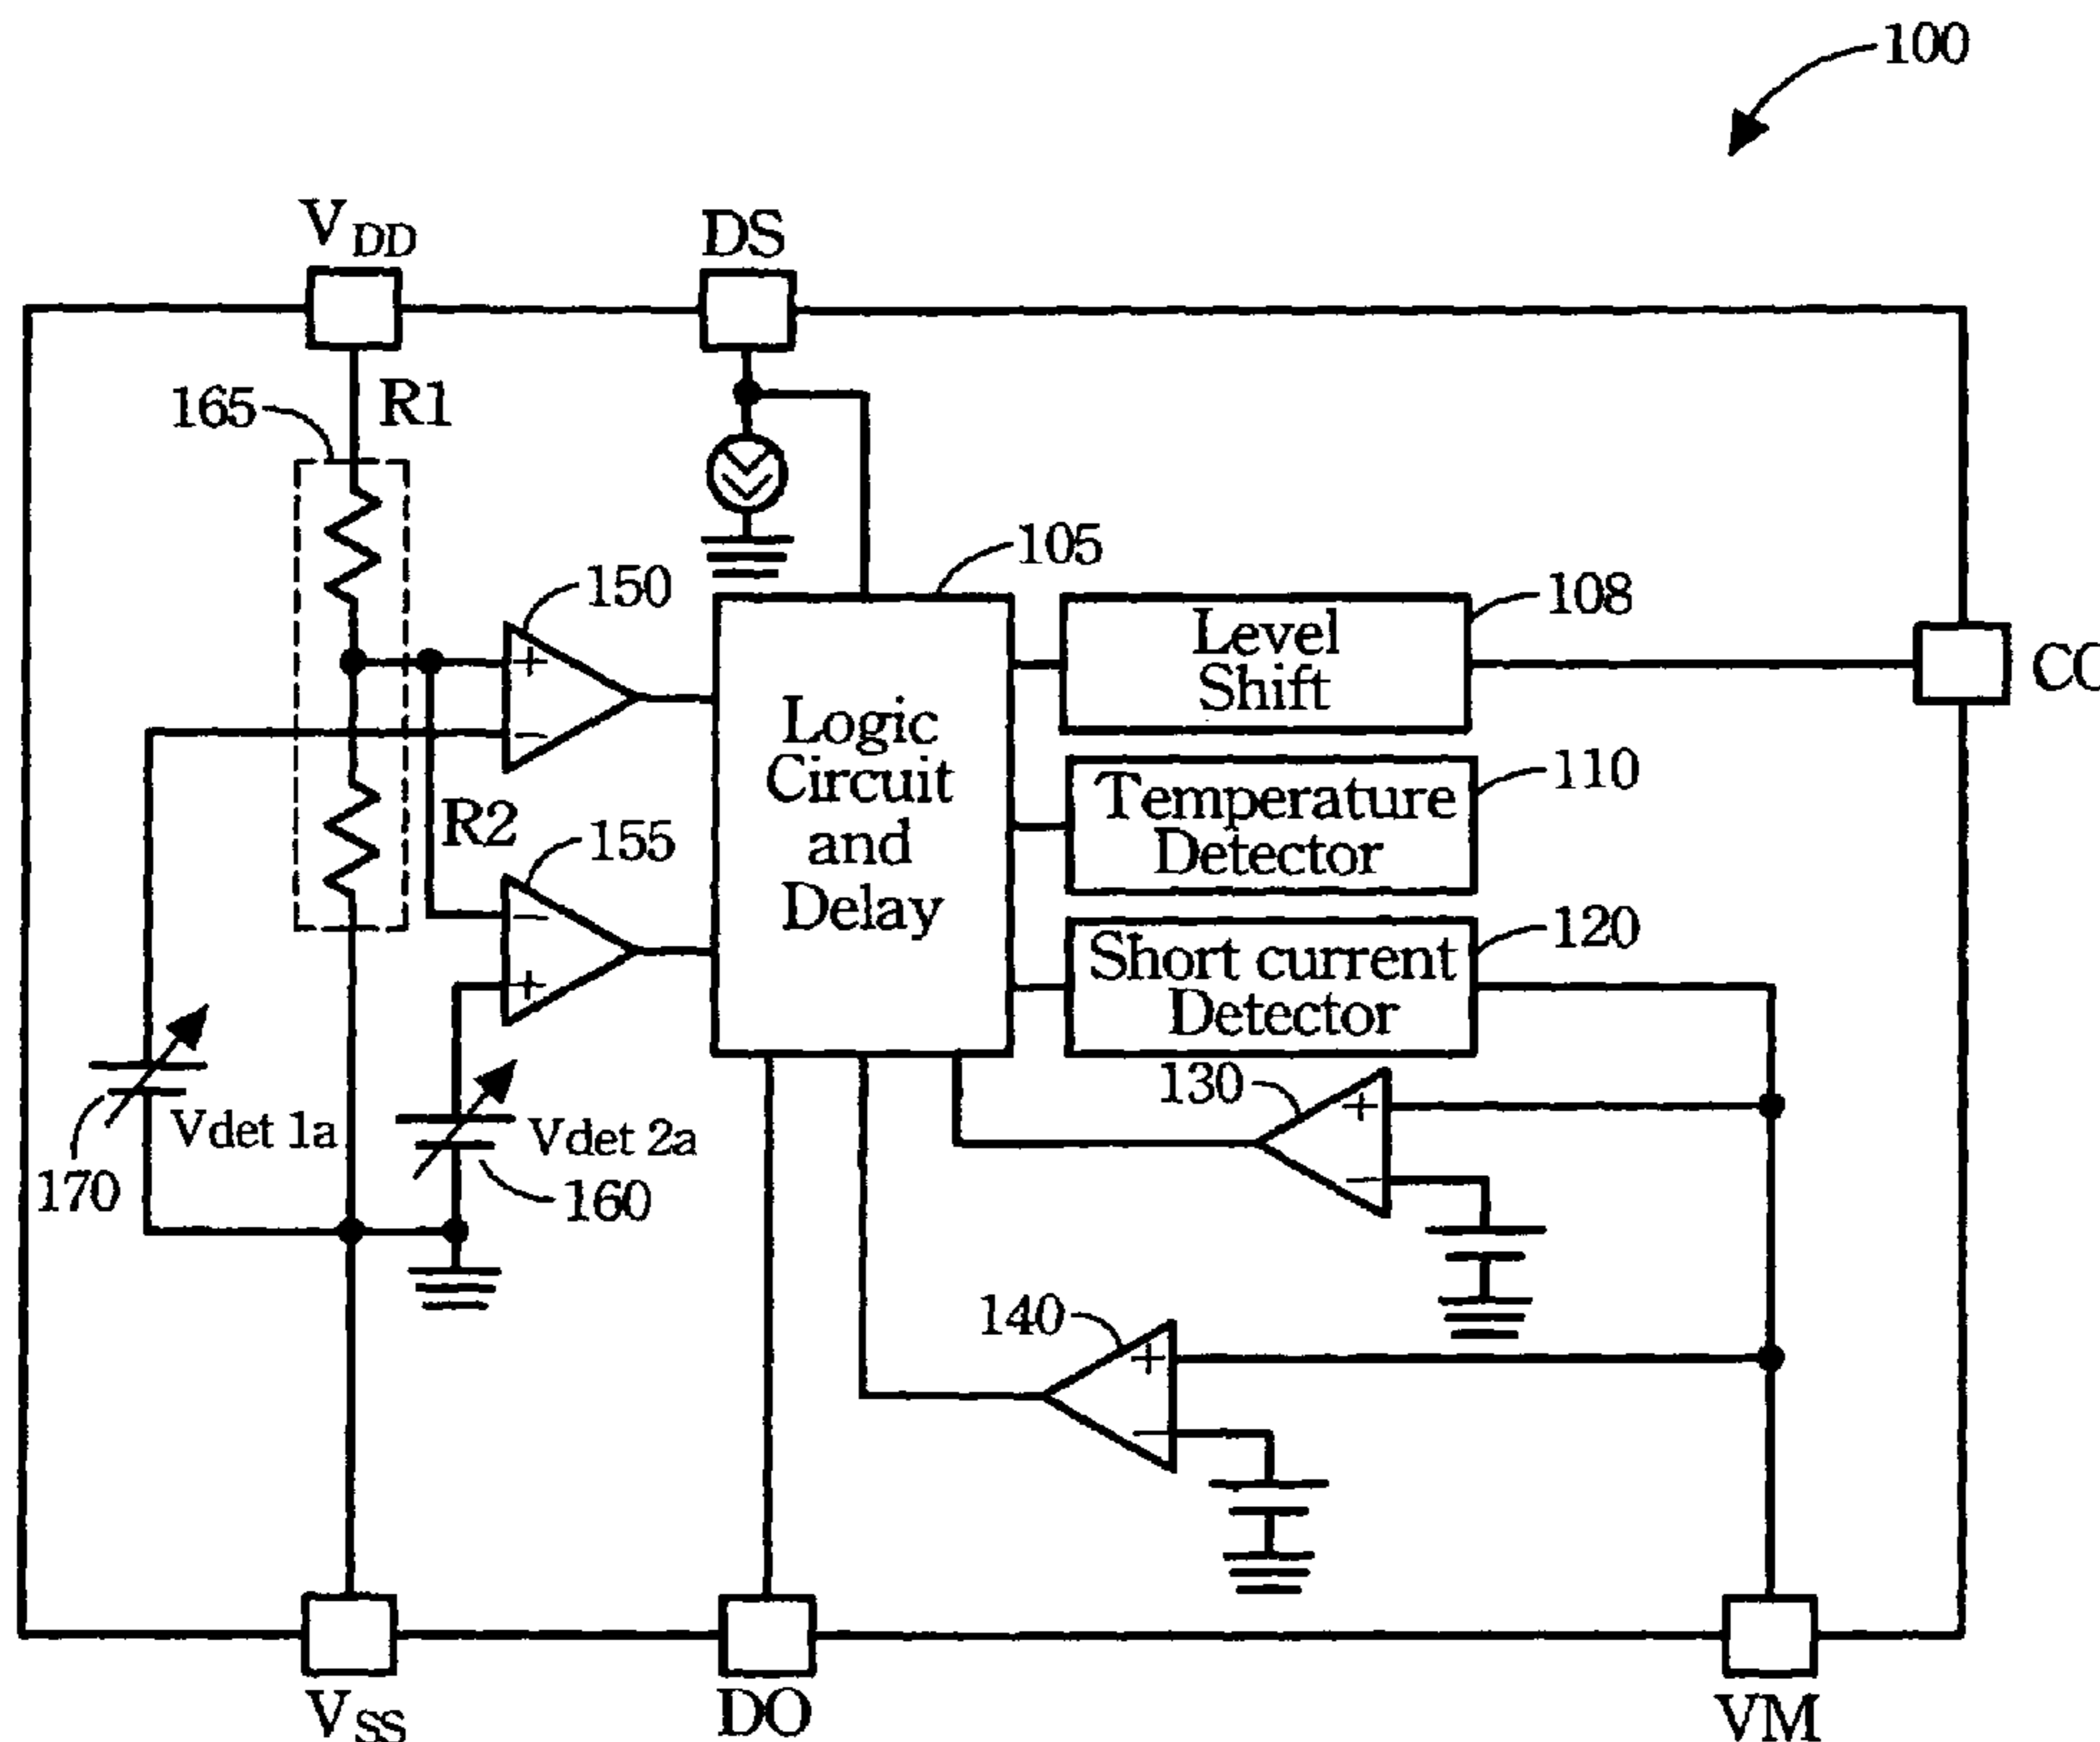 100
VDD
DS
165
R1
150
105
108
Level
Shift
Logic
Circuit
and
Delay
110
Temperature
Detector
R2
155
120
Short current
Detector
130
Vdet 1a
Vdet 2a
170
160
140
VSS
DO
VM
+
−
−
+
+
−
+
−